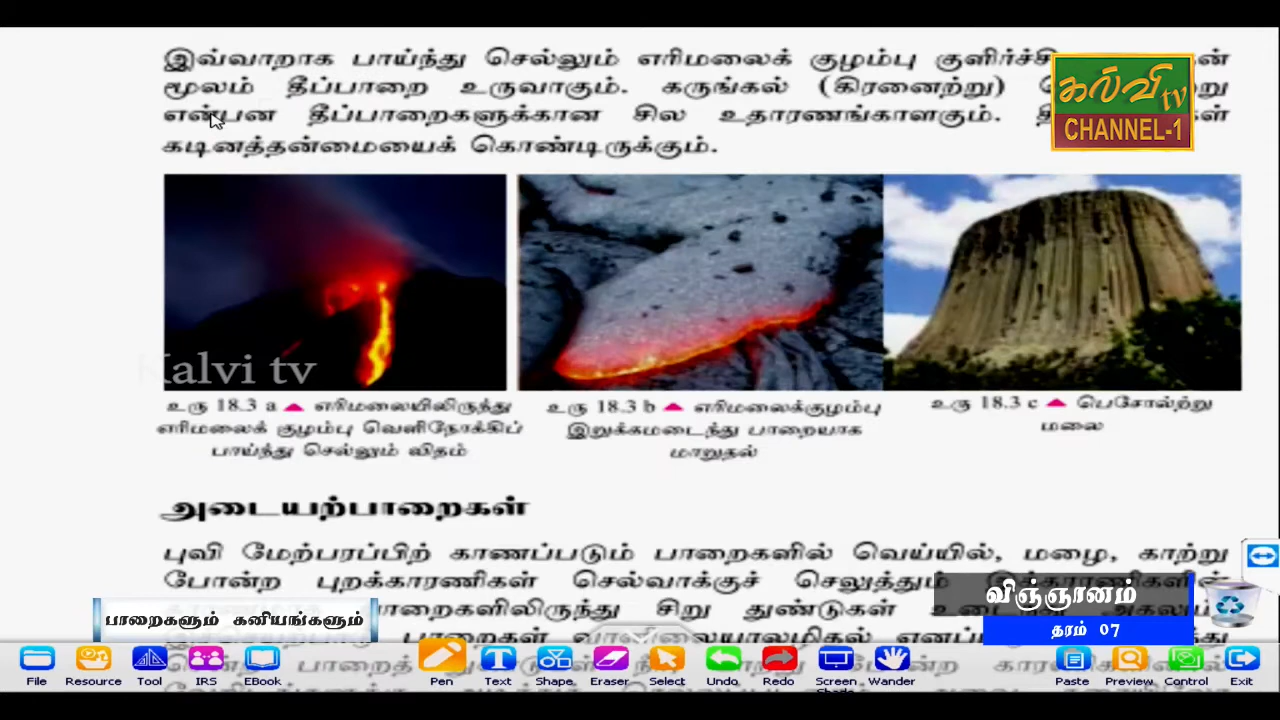 இவ்வாறாக பாய்ந்து செல்லும் எரிமலைக் குழம்பு
மூலம் தீப்பாறை உருவாகும். கருங்கல் (கிரனைற்று)
என்பன தீப்பாறைகளுக்கான சில உதாரணங்காளகும்.
கடினத்தன்மையைக் கொண்டிருக்கும்.
கல்வி tv
CHANNEL-1
Kalvi tv
உரு 18.3 a எரிமலையிலிருந்து
எரிமலைக் குழம்பு வெளிநோக்கிப்
பாய்ந்து செல்லும் விதம்
உரு 18.3 b எரிமலைக்குழம்பு
இறுக்கமடைந்து பாறையாக
மாறுதல்
உரு 18.3 c பெசோல்ற்று
மலை
அடையற்பாறைகள்
புவி மேற்பரப்பிற் காணப்படும் பாறைகளில் வெய்யில், மழை, காற்று
போன்ற புறக்காரணிகள் செல்வாக்குச் செலுத்தும்
சிறு துண்டுகள்
விஞ்ஞானம்
தரம் 07
பாறைகளும் கனியங்களும்
File Resource Tool IRS EBook Pen Text Shape Eraser Select Undo Redo Screen Wander Paste Preview Control Exit